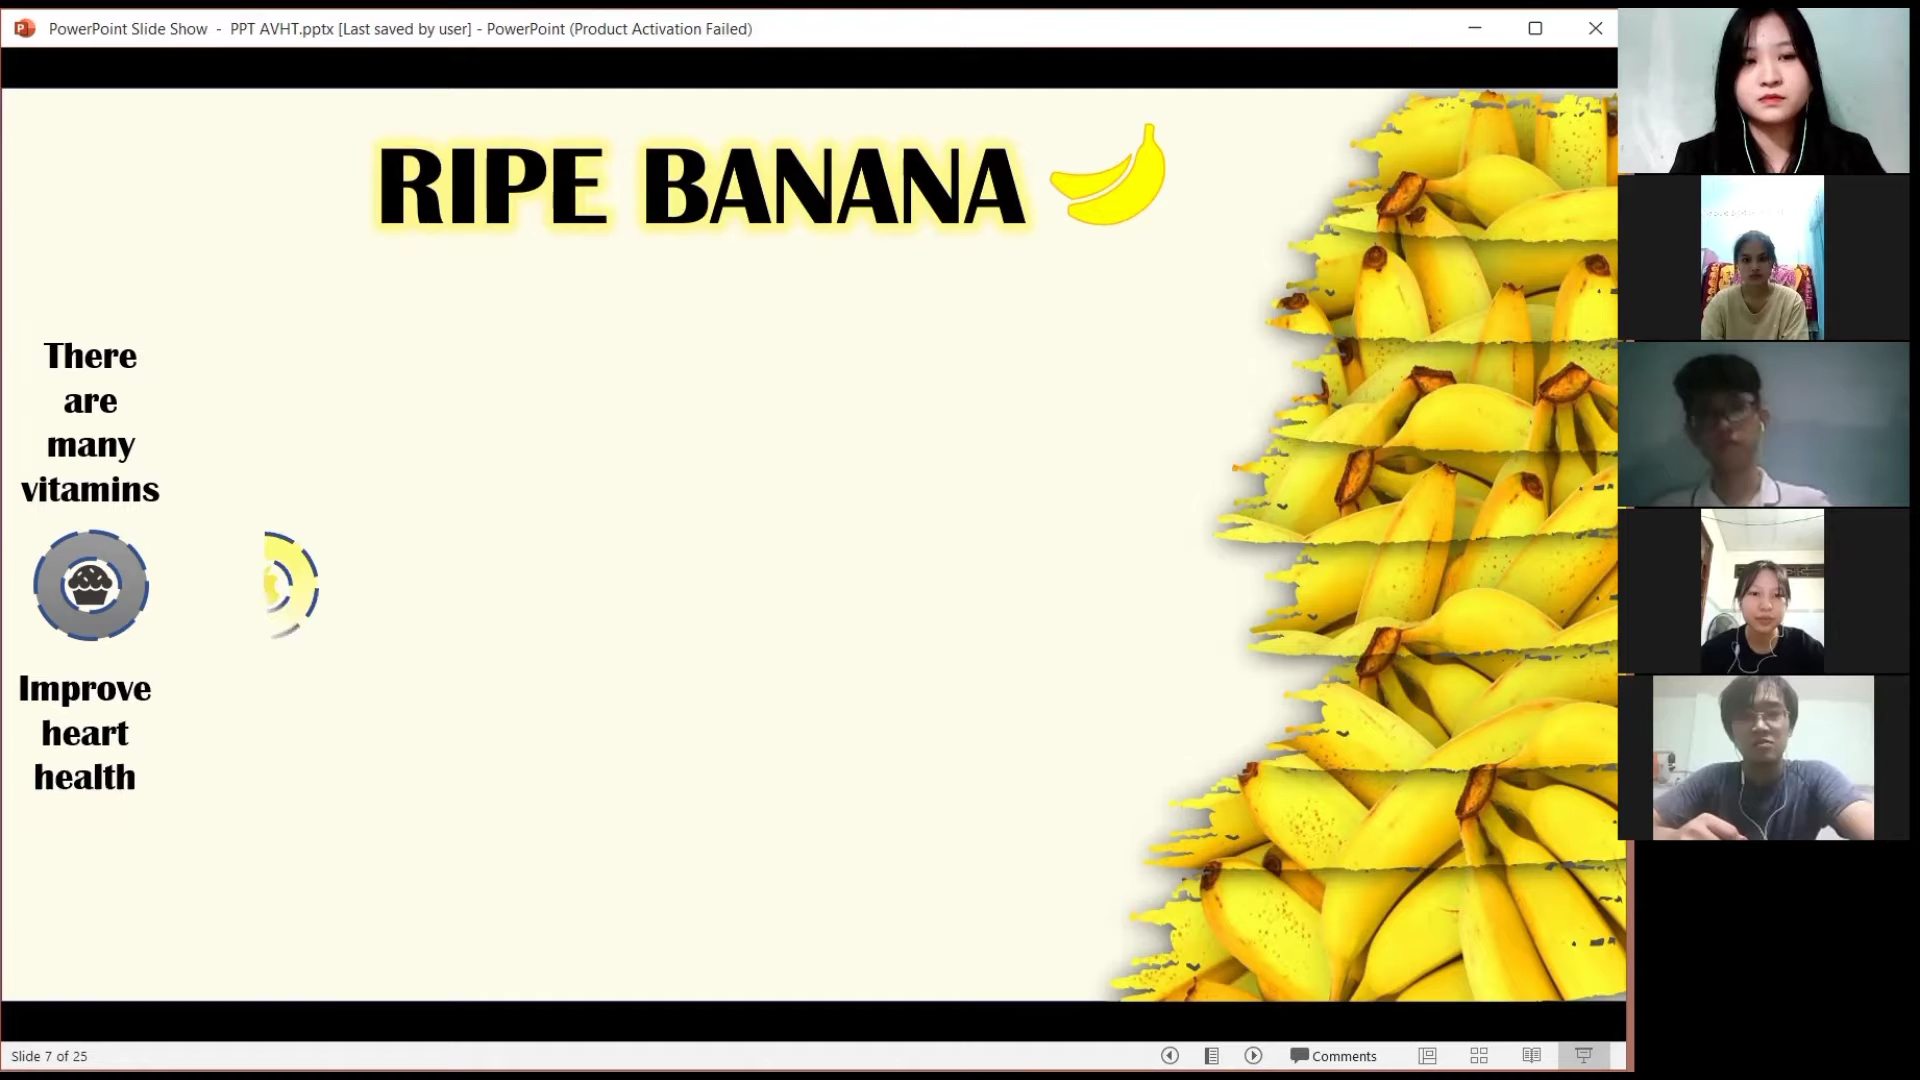 PowerPoint Slide Show - PPT AVHT.pptx [Last saved by user] - PowerPoint (Product Activation Failed)
RIPE BANANA
There
are
many
vitamins
Improve
heart
health
Slide 7 of 25
Comments